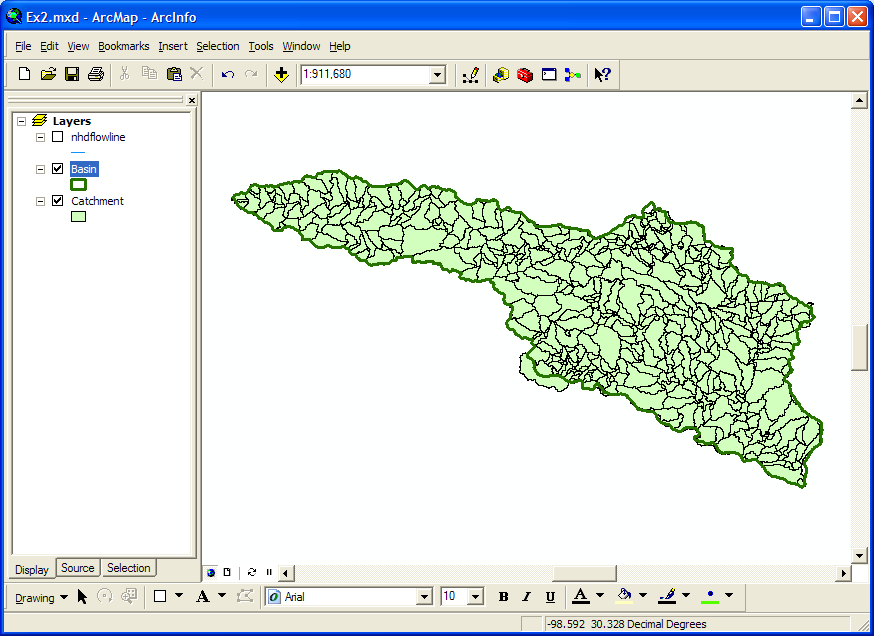 Ex2.mxd - ArcMap - ArcInfo
File Edit View Bookmarks Insert Selection Tools Window Help
1:911,680
Layers
nhdflowline
Basin
Catchment
Display Source Selection
Drawing A Arial 10 B I U A
-98.592 30.328 Decimal Degrees